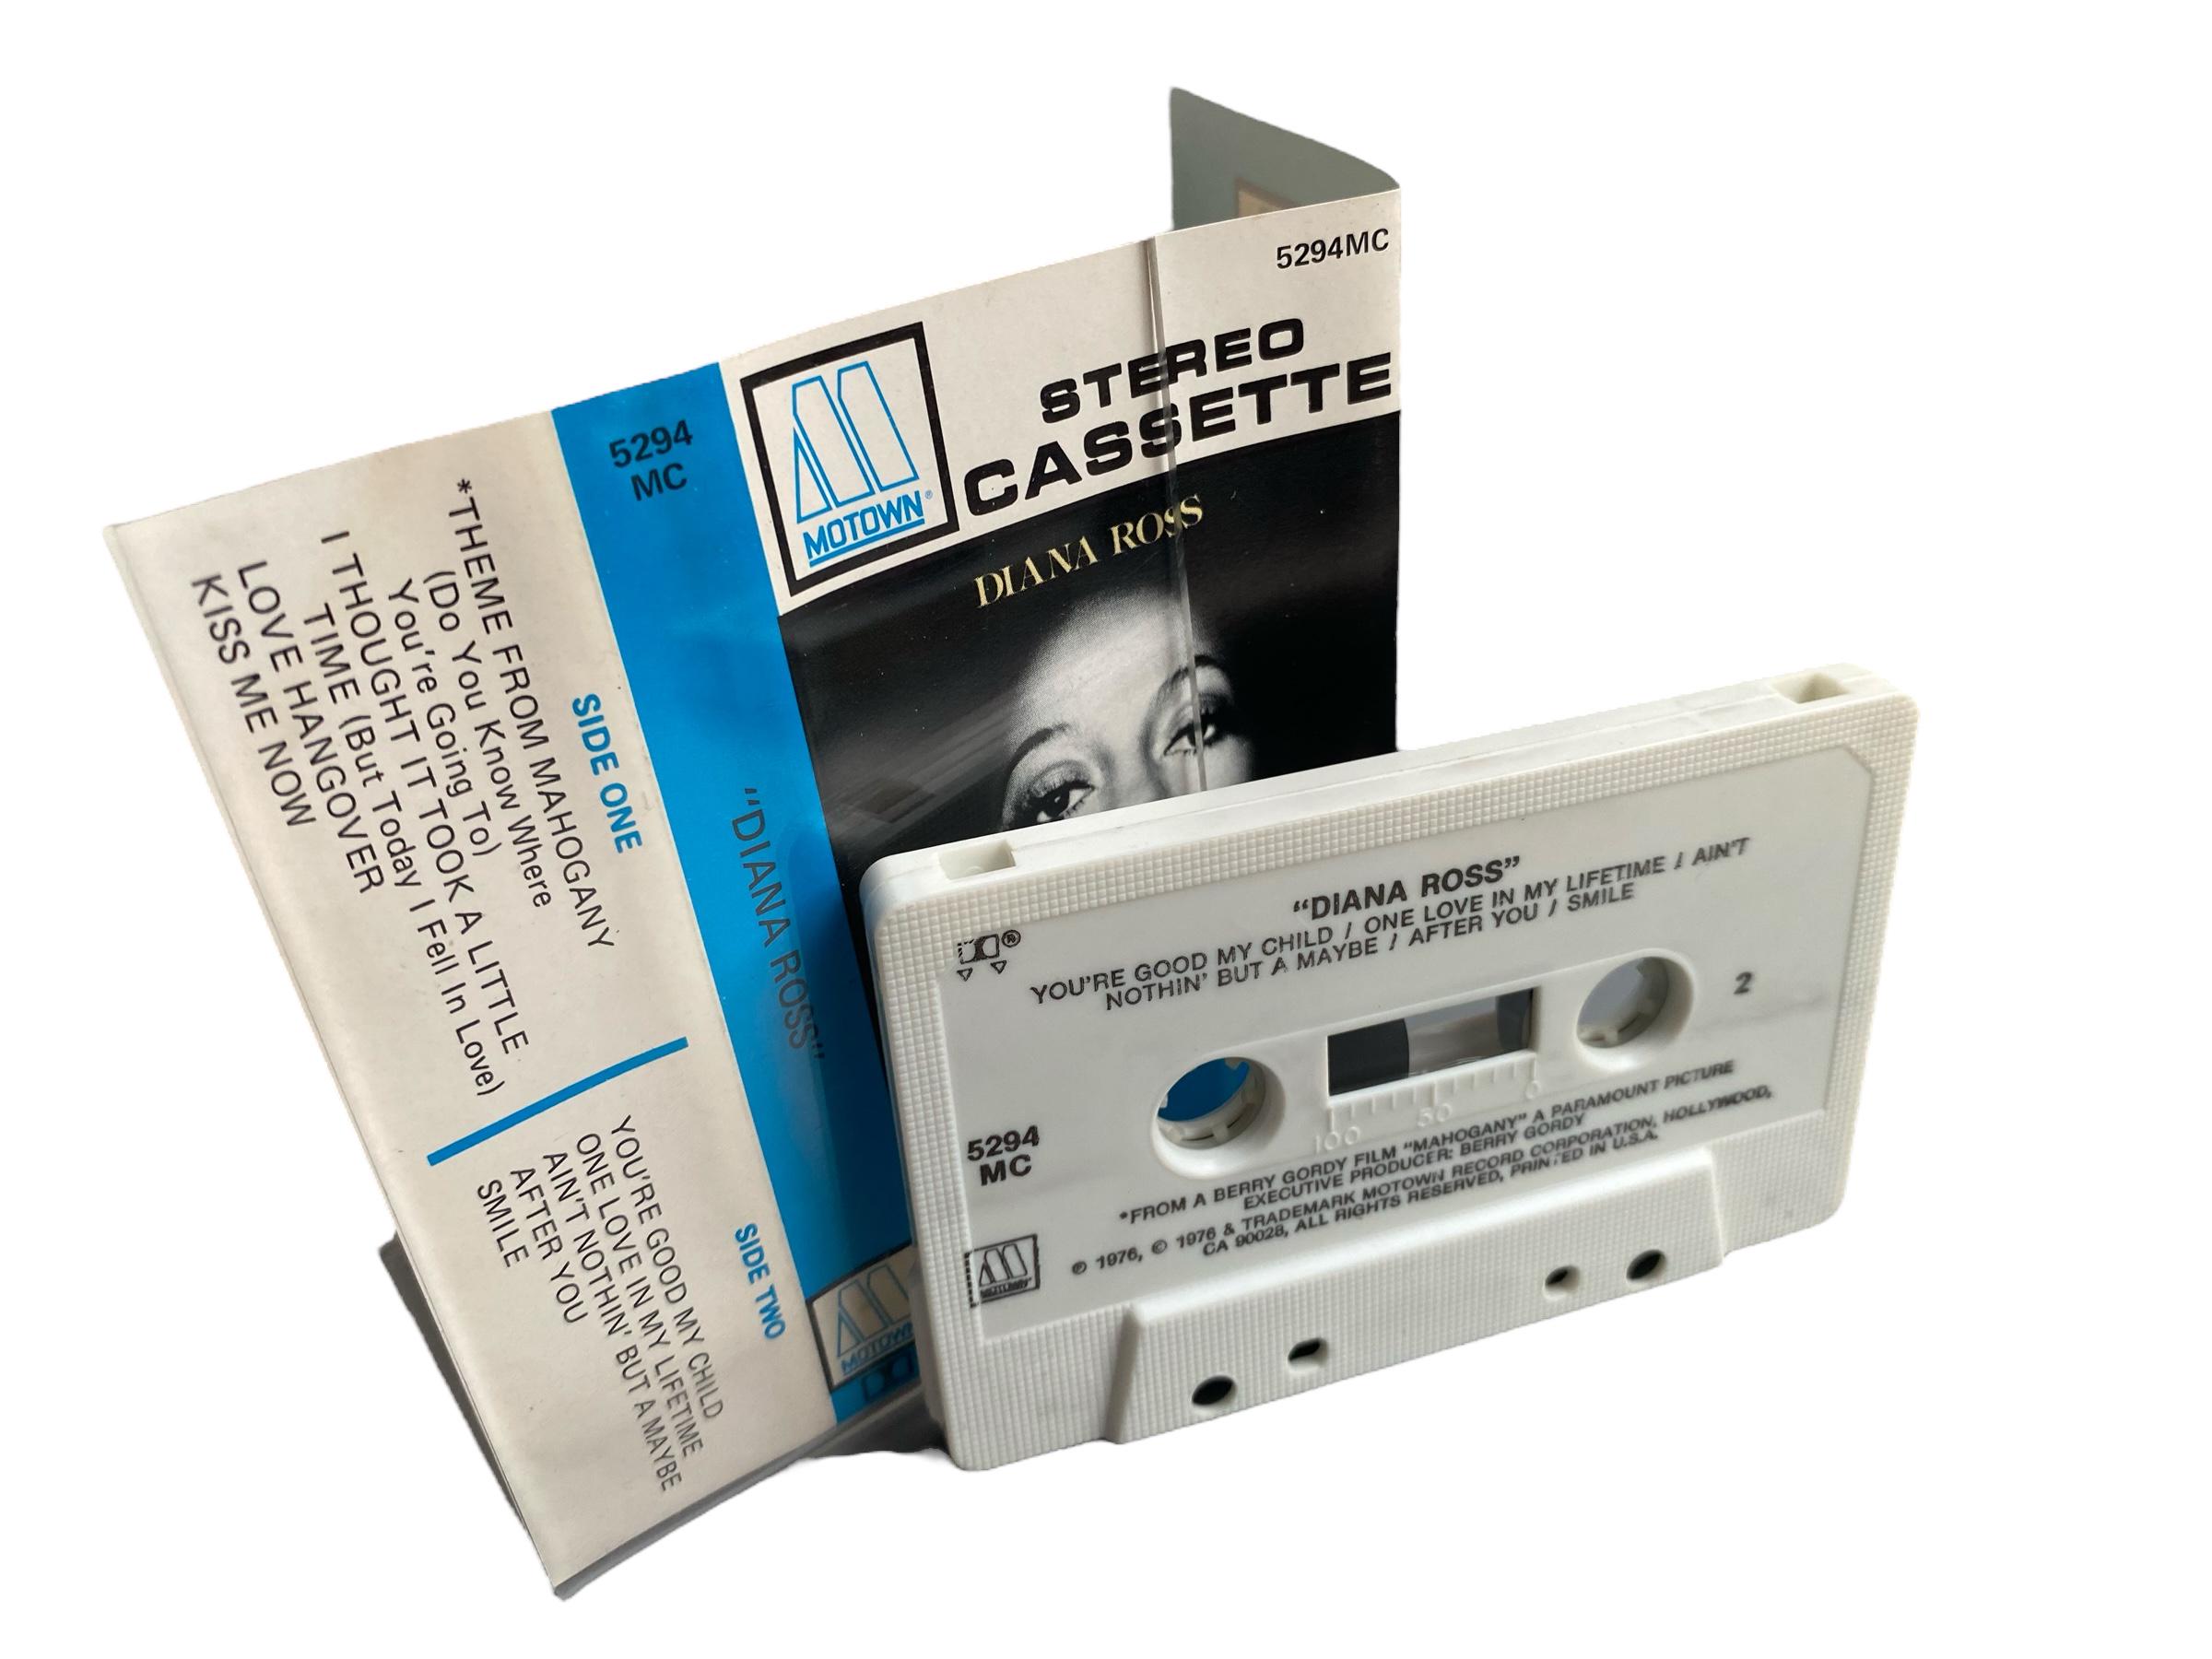 5294MC
STEREO
CASSETTE
MOTOWN®
DIANA ROSS
5294
MC
"DIANA ROSS"
MOTOWN
SIDE ONE
*THEME FROM MAHOGANY
(Do You Know Where
You're Going To)
I THOUGHT IT TOOK A LITTLE
TIME (But Today I Fell In Love)
LOVE HANGOVER
KISS ME NOW
SIDE TWO
YOU'RE GOOD MY CHILD
ONE LOVE IN MY LIFETIME
AIN'T NOTHIN' BUT A MAYBE
AFTER YOU
SMILE
"DIANA ROSS"
YOU'RE GOOD MY CHILD / ONE LOVE IN MY LIFETIME / AIN'T
NOTHIN' BUT A MAYBE / AFTER YOU / SMILE
®
2
100 50 0
5294
MC
*FROM A BERRY GORDY FILM "MAHOGANY" A PARAMOUNT PICTURE
EXECUTIVE PRODUCER: BERRY GORDY
℗ 1976, © 1976 & TRADEMARK MOTOWN RECORD CORPORATION, HOLLYWOOD,
CA 90028, ALL RIGHTS RESERVED, PRINTED IN U.S.A.
MOTOWN